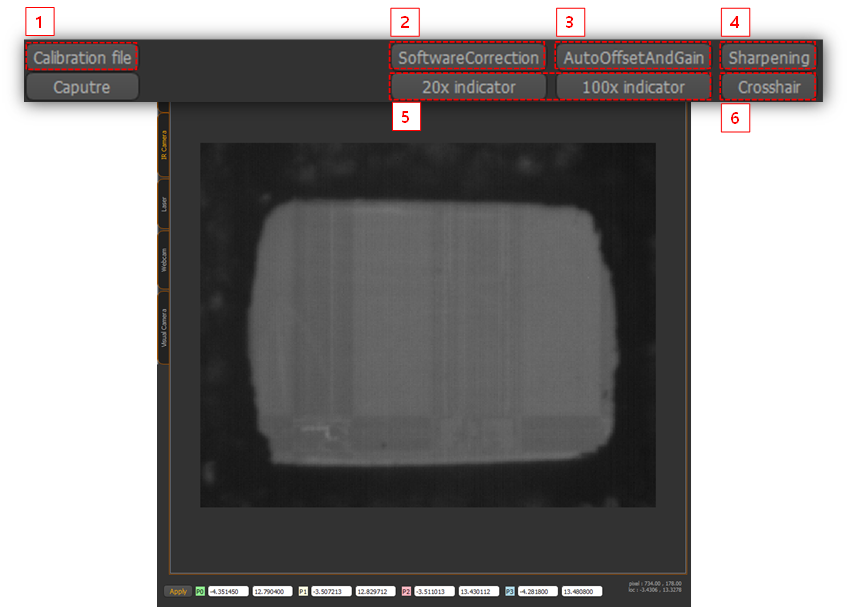 1
2
3
4
Calibration file
SoftwareCorrection
AutoOffsetAndGain
Sharpening
Caputre
20x indicator
100x indicator
Crosshair
5
6
IR Camera
Laser
Webcam
Visual Camera
Apply P0 -4.351450 12.790400 P1 -3.507213 12.829712 P2 -3.511013 13.430112 P3 -4.281800 13.480800
pixel : 734.00 , 178.00
loc : -3.4306 , 13.3278